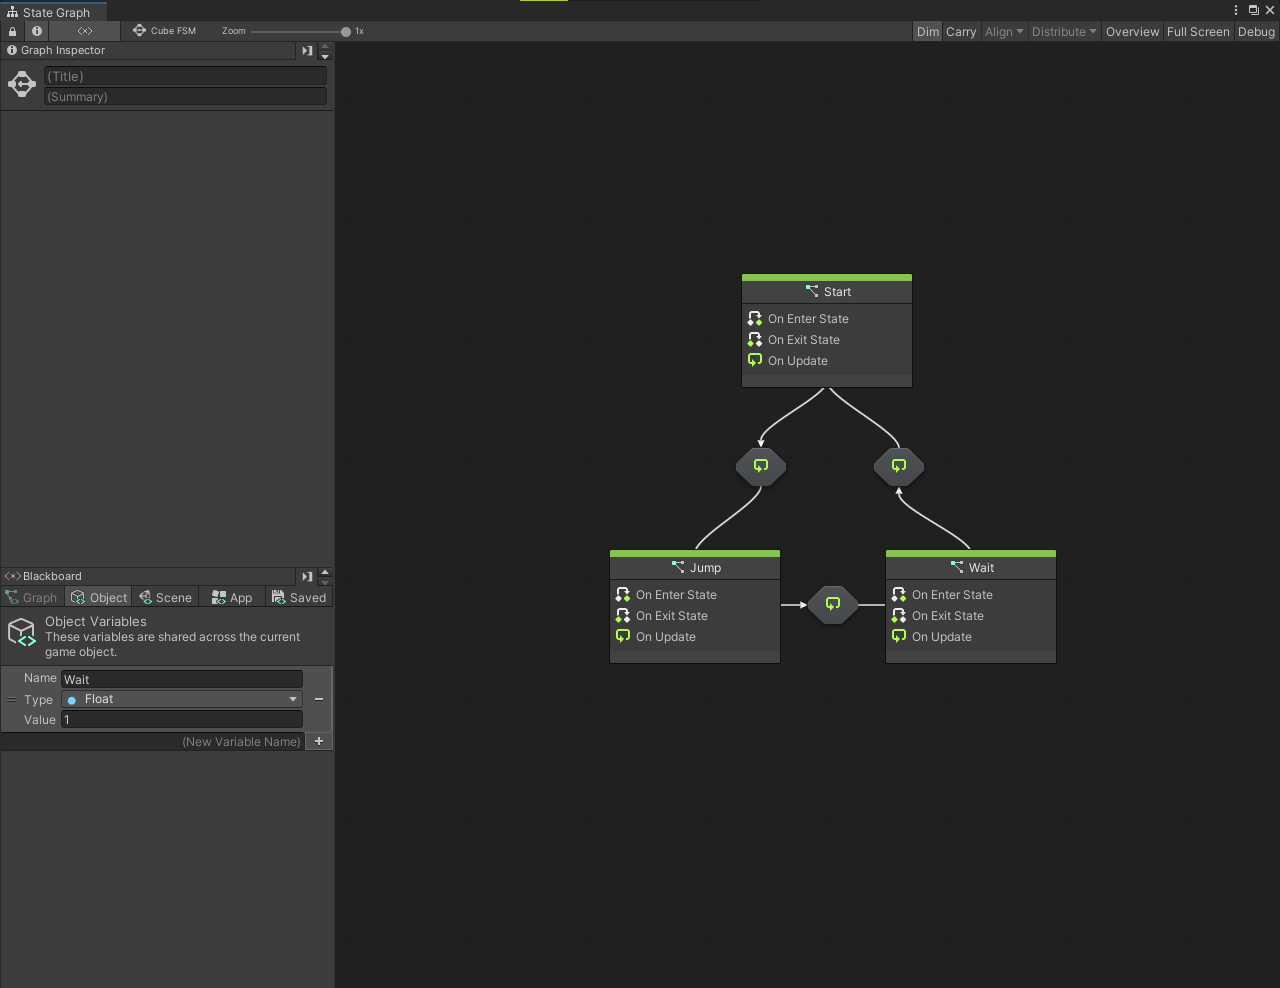 State Graph
Cube FSM Zoom 1x Dim Carry Align Distribute Overview Full Screen Debug
Graph Inspector
(Title)
(Summary)
Start
On Enter State
On Exit State
On Update
Jump
On Enter State
On Exit State
On Update
Wait
On Enter State
On Exit State
On Update
Blackboard
Graph Object Scene App Saved
Object Variables
These variables are shared across the current
game object.
Name Wait
Type Float
Value 1
(New Variable Name)